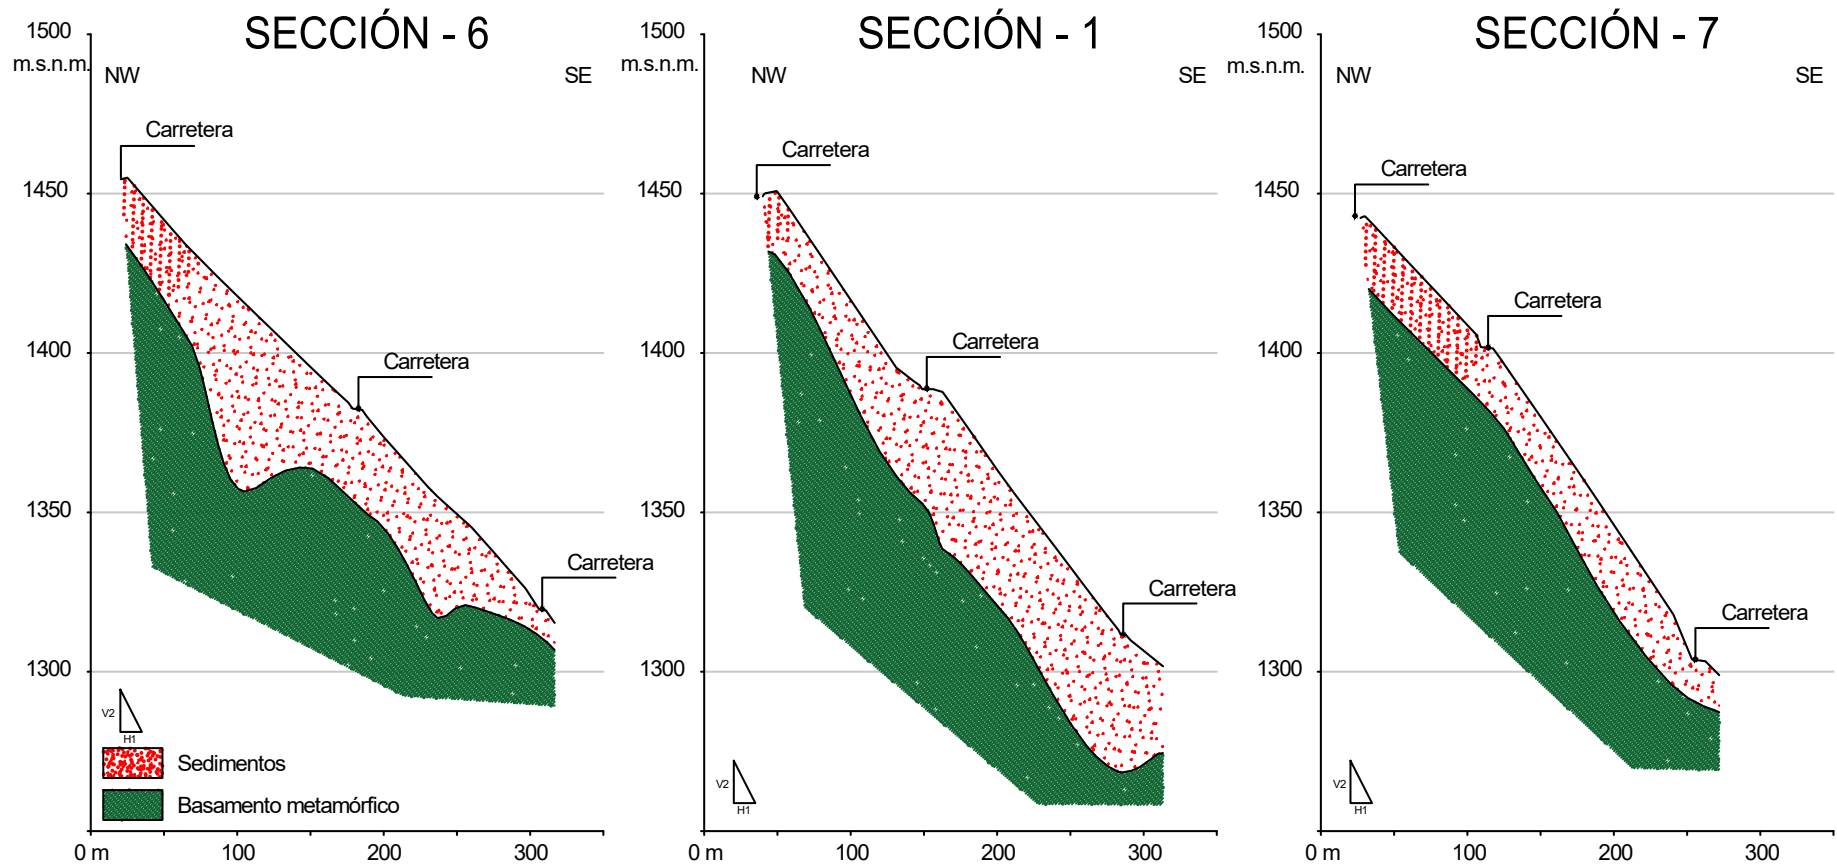 SECCIÓN - 6
1500
m.s.n.m.
NW
SE
Carretera
1450
1400
Carretera
1350
Carretera
1300
V2
H1
Sedimentos
Basamento metamórfico
0 m
100
200
300
SECCIÓN - 1
1500
m.s.n.m.
NW
SE
Carretera
1450
Carretera
1400
1350
Carretera
1300
V2
H1
0 m
100
200
300
SECCIÓN - 7
1500
m.s.n.m.
NW
SE
Carretera
1450
Carretera
1400
1350
Carretera
1300
V2
H1
0 m
100
200
300